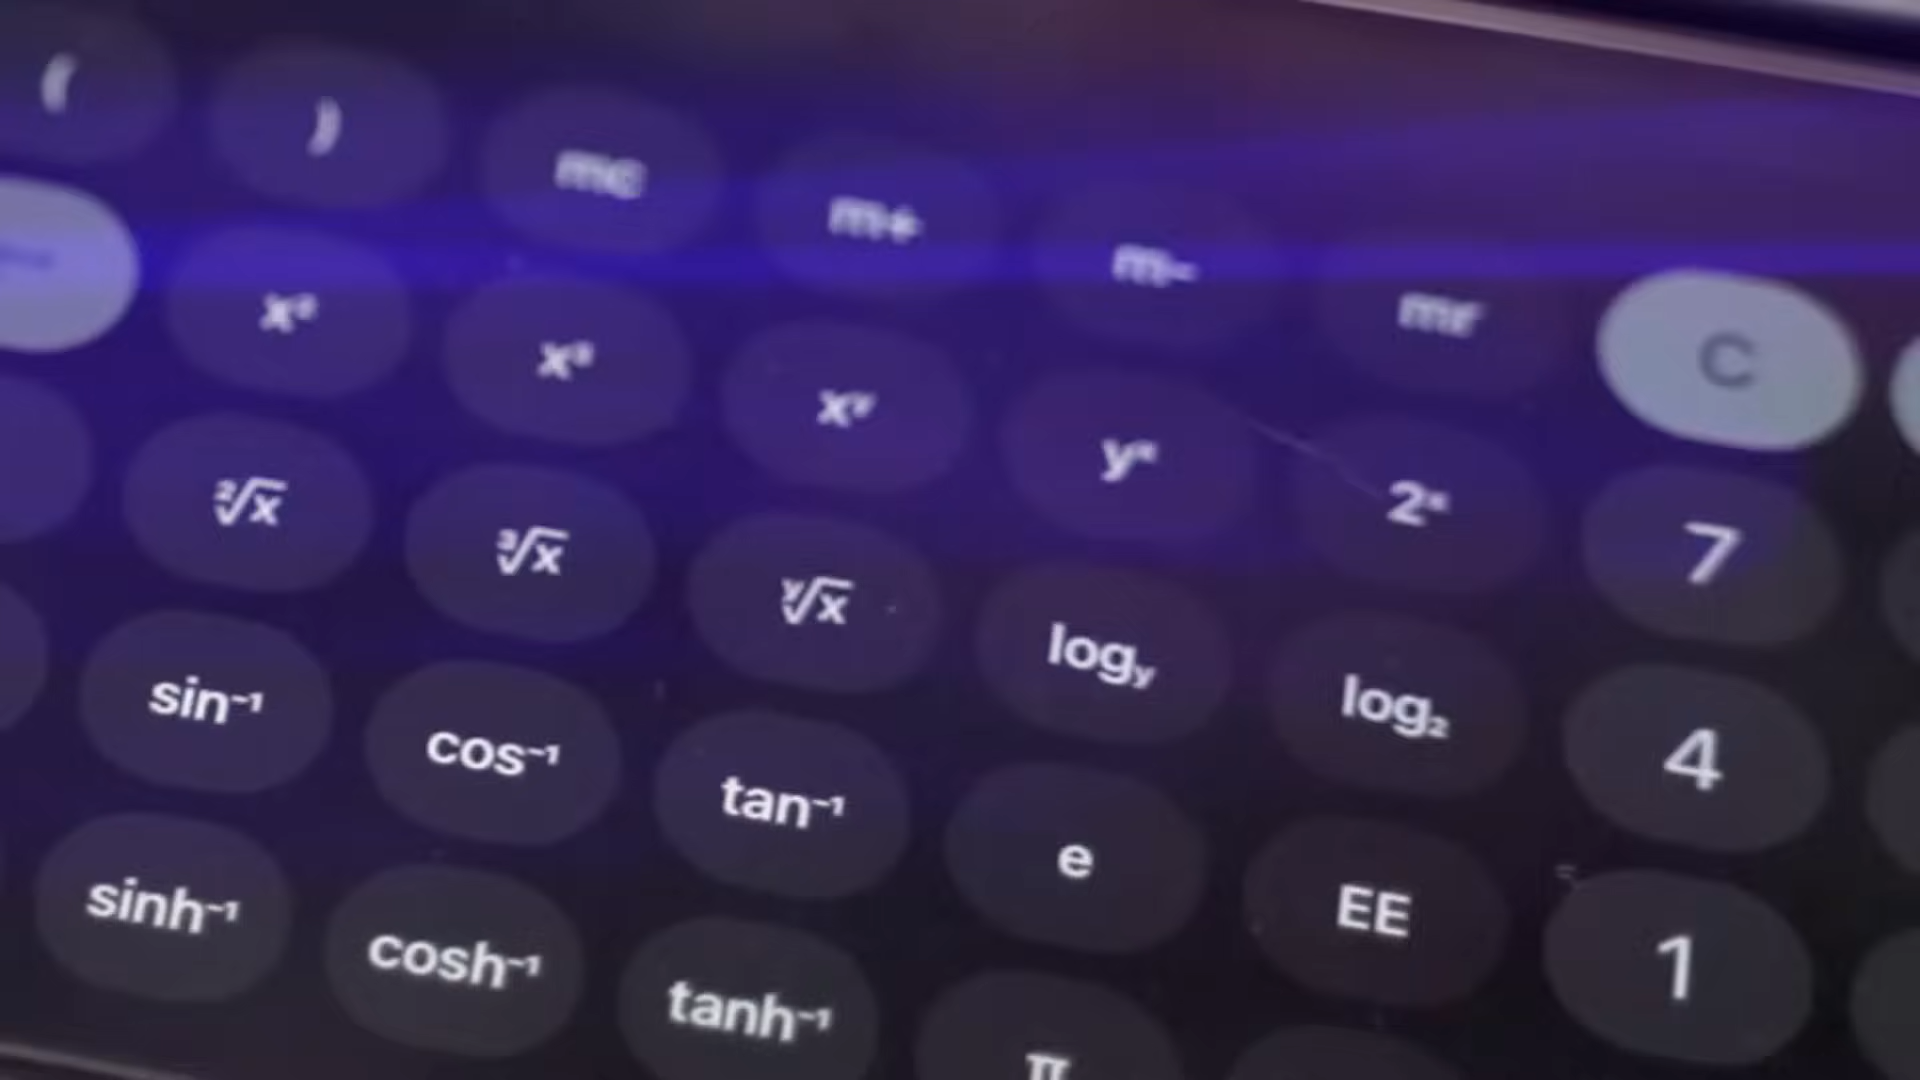 ( ) mc m+ m- mr C
x² x³ xʸ yˣ 2ˣ 7
²√x ³√x ʸ√x logᵧ log₂ 4
sin⁻¹ cos⁻¹ tan⁻¹ e EE 1
sinh⁻¹ cosh⁻¹ tanh⁻¹ π